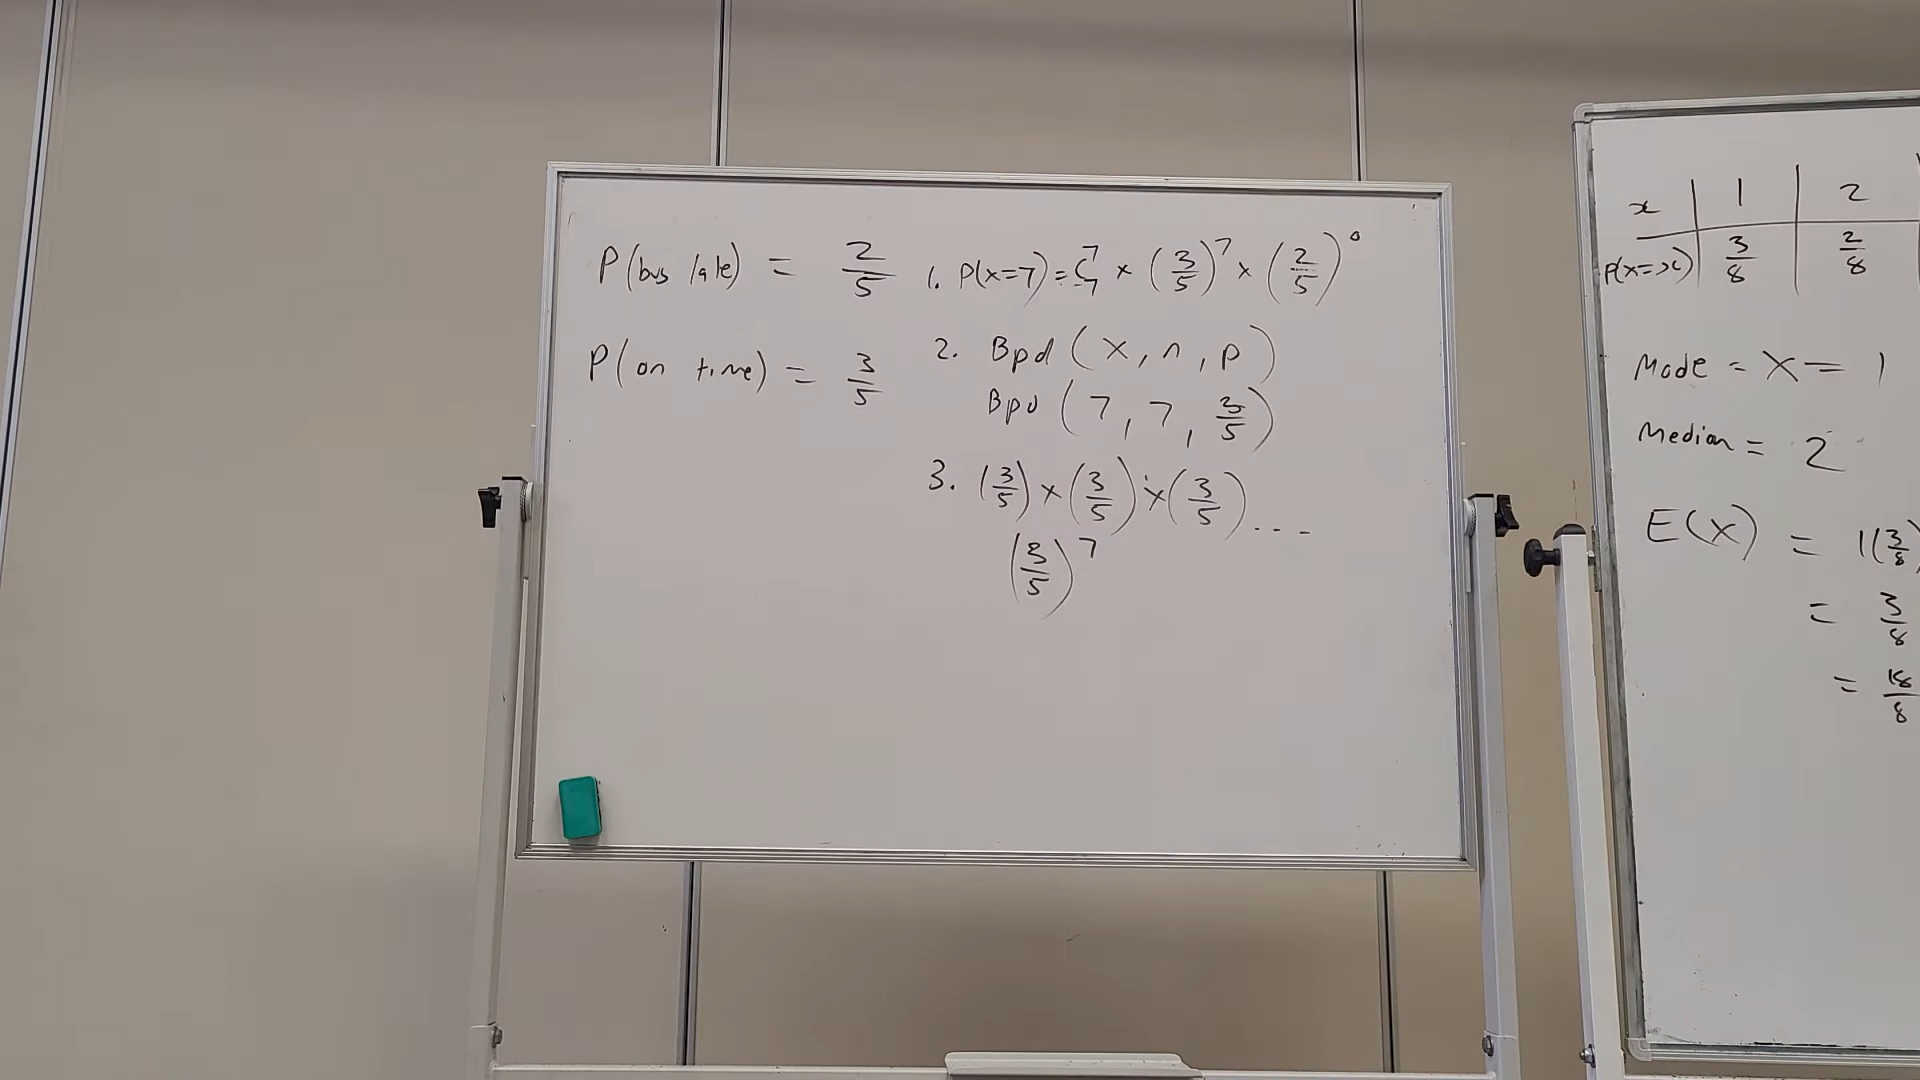 P(bus late) = 2/5
P(on time) = 3/5
1. P(x=7) = ⁷C₇ × (3/5)⁷ × (2/5)⁰
2. Bpd (x, n, p)
Bpd (7, 7, 3/5)
3. (3/5) × (3/5) × (3/5) ...
(3/5)⁷
x | 1 | 2
P(X=x) | 3/8 | 2/8
Mode = X = 1
Median = 2
E(X) = 1(3/8)
= 3/8
= 18/8